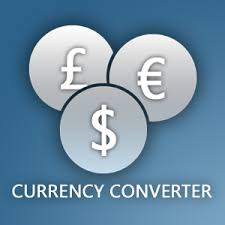 £ €
$
CURRENCY CONVERTER